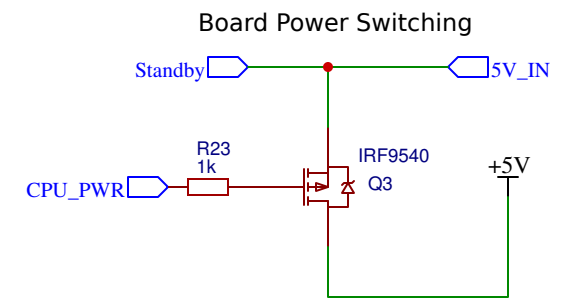 Board Power Switching
Standby
5V_IN
R23
1k
IRF9540
Q3
+5V
CPU_PWR